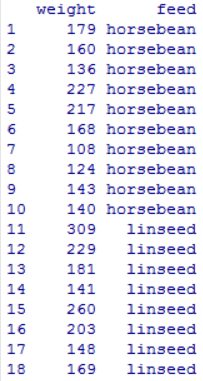 weight feed
1 179 horsebean
2 160 horsebean
3 136 horsebean
4 227 horsebean
5 217 horsebean
6 168 horsebean
7 108 horsebean
8 124 horsebean
9 143 horsebean
10 140 horsebean
11 309 linseed
12 229 linseed
13 181 linseed
14 141 linseed
15 260 linseed
16 203 linseed
17 148 linseed
18 169 linseed